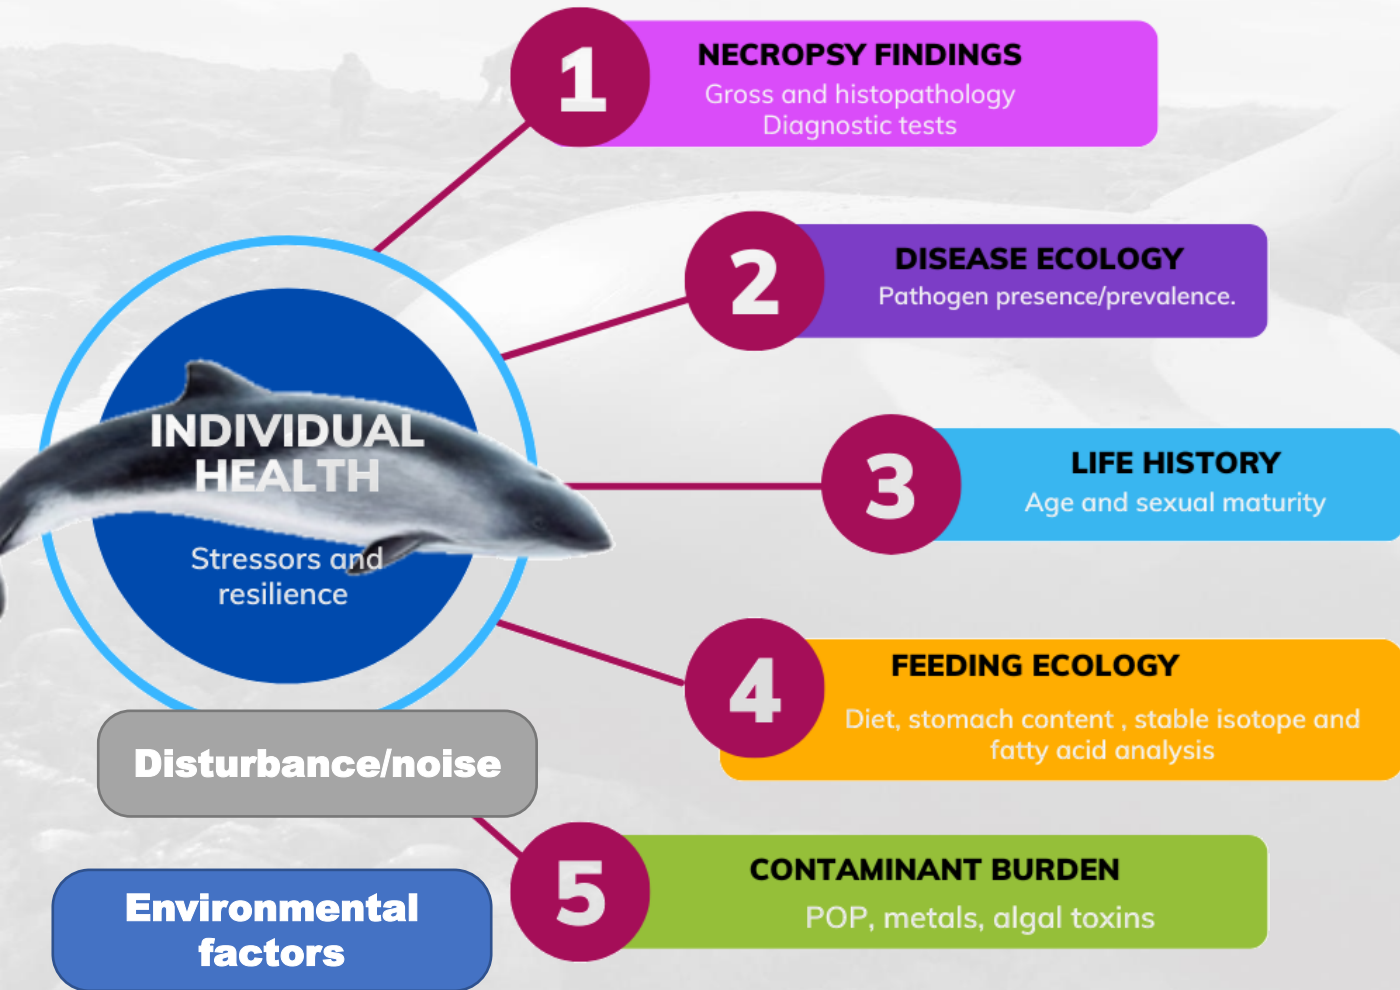 1
NECROPSY FINDINGS
Gross and histopathology
Diagnostic tests
2
DISEASE ECOLOGY
Pathogen presence/prevalence.
INDIVIDUAL
HEALTH
Stressors and
resilience
3
LIFE HISTORY
Age and sexual maturity
4
FEEDING ECOLOGY
Diet, stomach content , stable isotope and
fatty acid analysis
Disturbance/noise
5
CONTAMINANT BURDEN
POP, metals, algal toxins
Environmental
factors